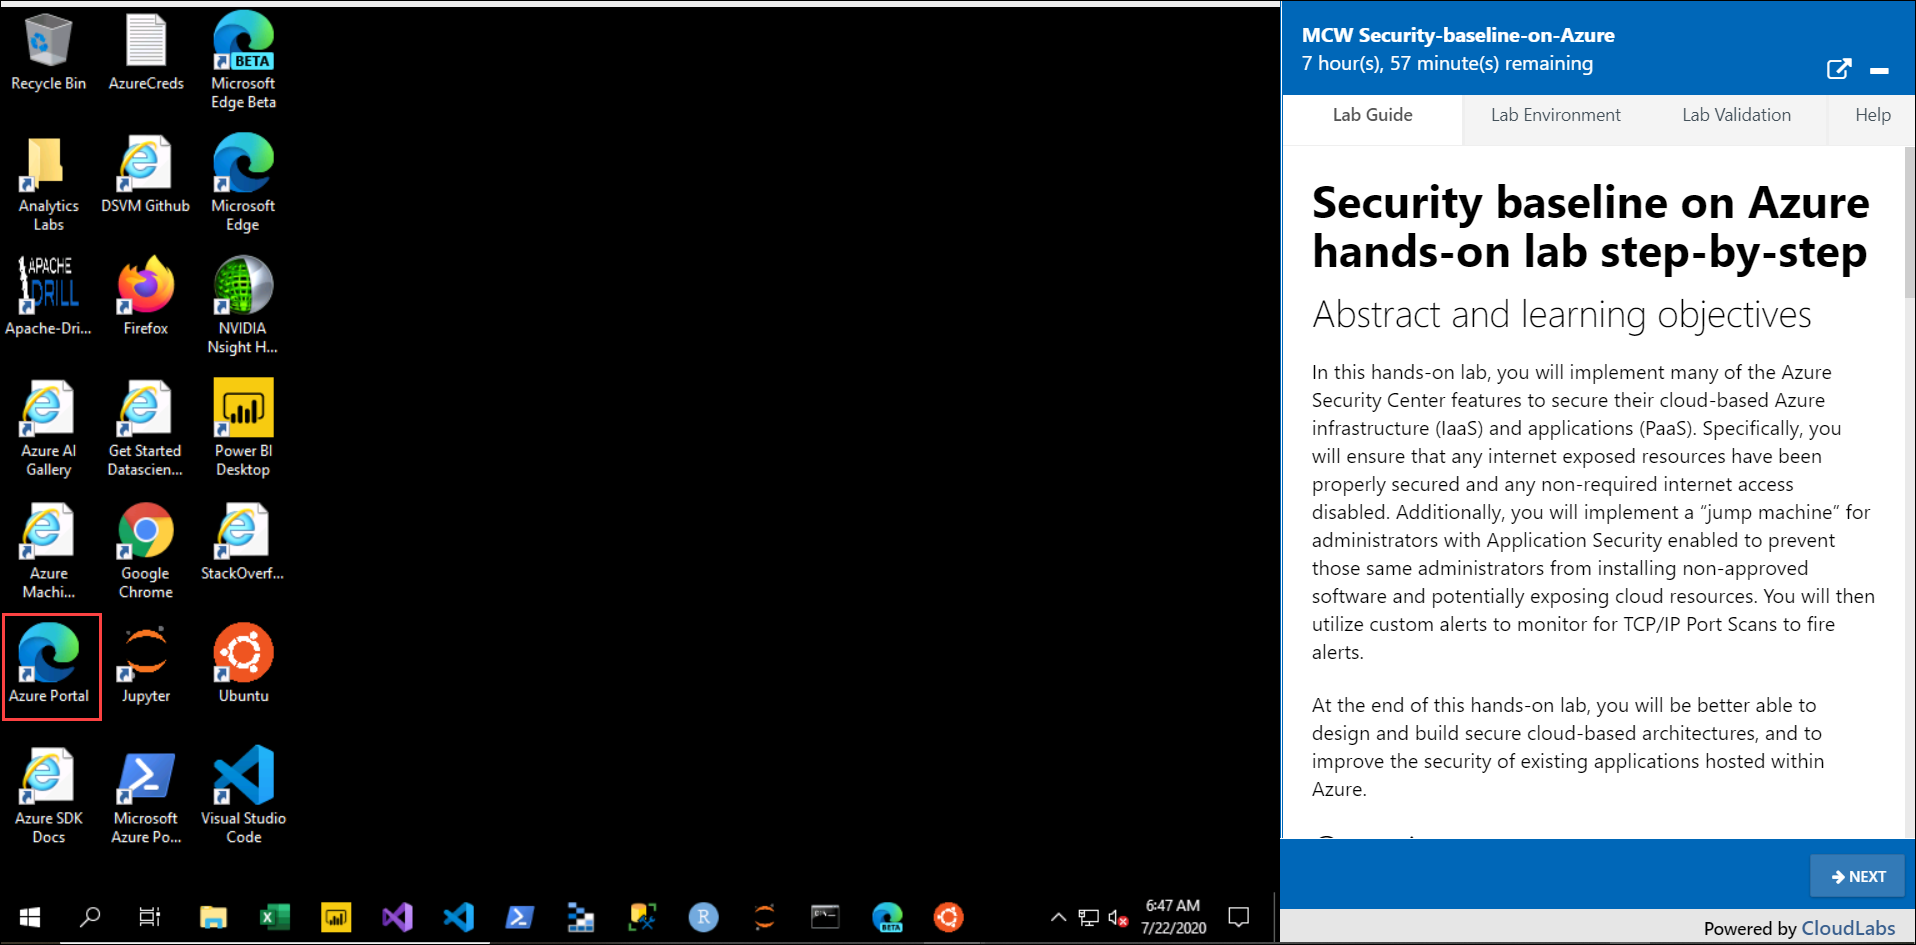 Recycle Bin
AzureCreds
BETA
Microsoft
Edge Beta
Analytics
Labs
DSVM Github
Microsoft
Edge
APACHE
DRILL
Apache-Dri...
Firefox
NVIDIA
Nsight H...
Azure AI
Gallery
Get Started
Datascien...
Power BI
Desktop
Azure
Machi...
Google
Chrome
StackOverf...
Azure Portal
Jupyter
Ubuntu
Azure SDK
Docs
Microsoft
Azure Po...
Visual Studio
Code
R
BETA
6:47 AM
7/22/2020
MCW Security-baseline-on-Azure
7 hour(s), 57 minute(s) remaining
Lab Guide
Lab Environment
Lab Validation
Help
Security baseline on Azure
hands-on lab step-by-step
Abstract and learning objectives
In this hands-on lab, you will implement many of the Azure
Security Center features to secure their cloud-based Azure
infrastructure (IaaS) and applications (PaaS). Specifically, you
will ensure that any internet exposed resources have been
properly secured and any non-required internet access
disabled. Additionally, you will implement a “jump machine” for
administrators with Application Security enabled to prevent
those same administrators from installing non-approved
software and potentially exposing cloud resources. You will then
utilize custom alerts to monitor for TCP/IP Port Scans to fire
alerts.
At the end of this hands-on lab, you will be better able to
design and build secure cloud-based architectures, and to
improve the security of existing applications hosted within
Azure.
NEXT
Powered by CloudLabs